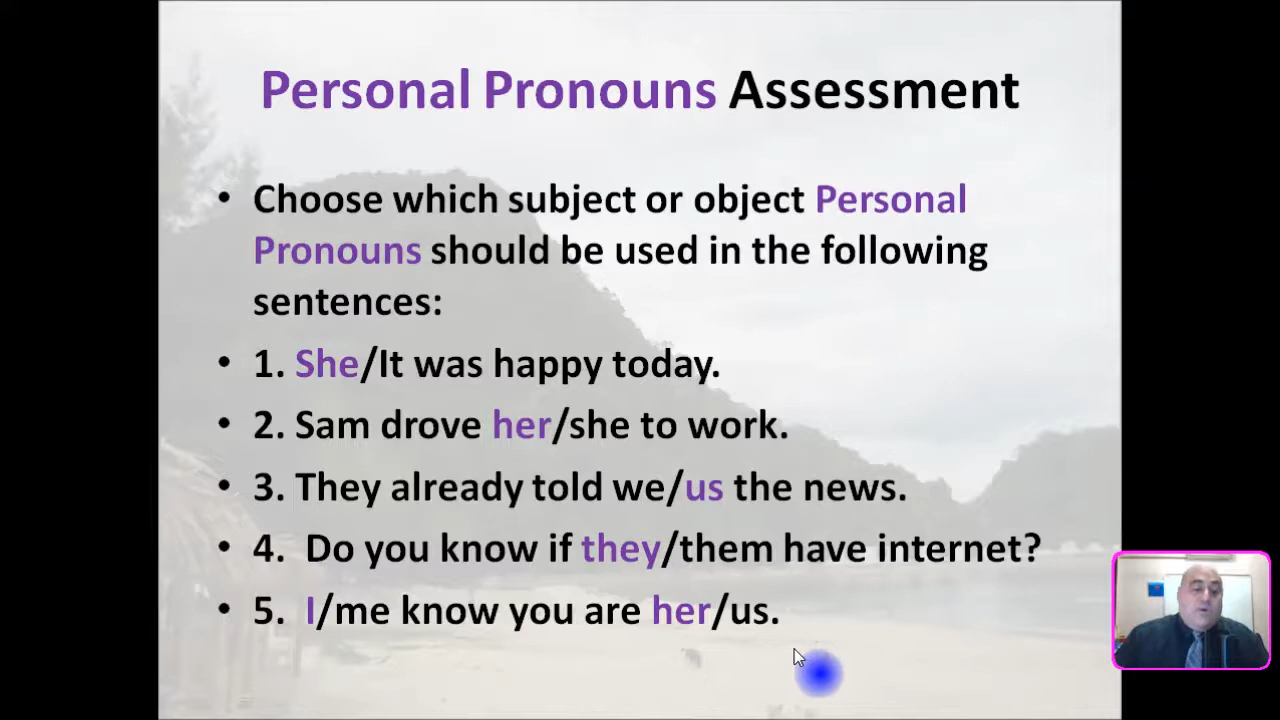 Personal Pronouns Assessment
• Choose which subject or object Personal
Pronouns should be used in the following
sentences:
• 1. She/It was happy today.
• 2. Sam drove her/she to work.
• 3. They already told we/us the news.
• 4.  Do you know if they/them have internet?
• 5.  I/me know you are her/us.